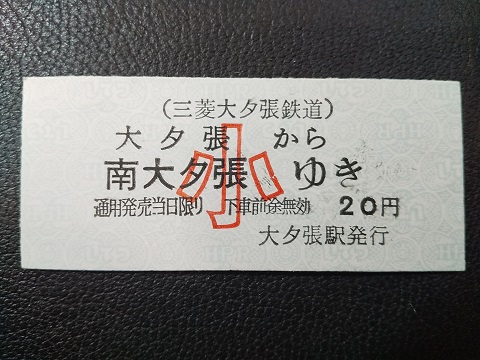 (三菱大夕張鉄道)
大夕張 から
南大夕張 ゆき
小
通用発売当日限り 下車前途無効 20円
大夕張駅発行